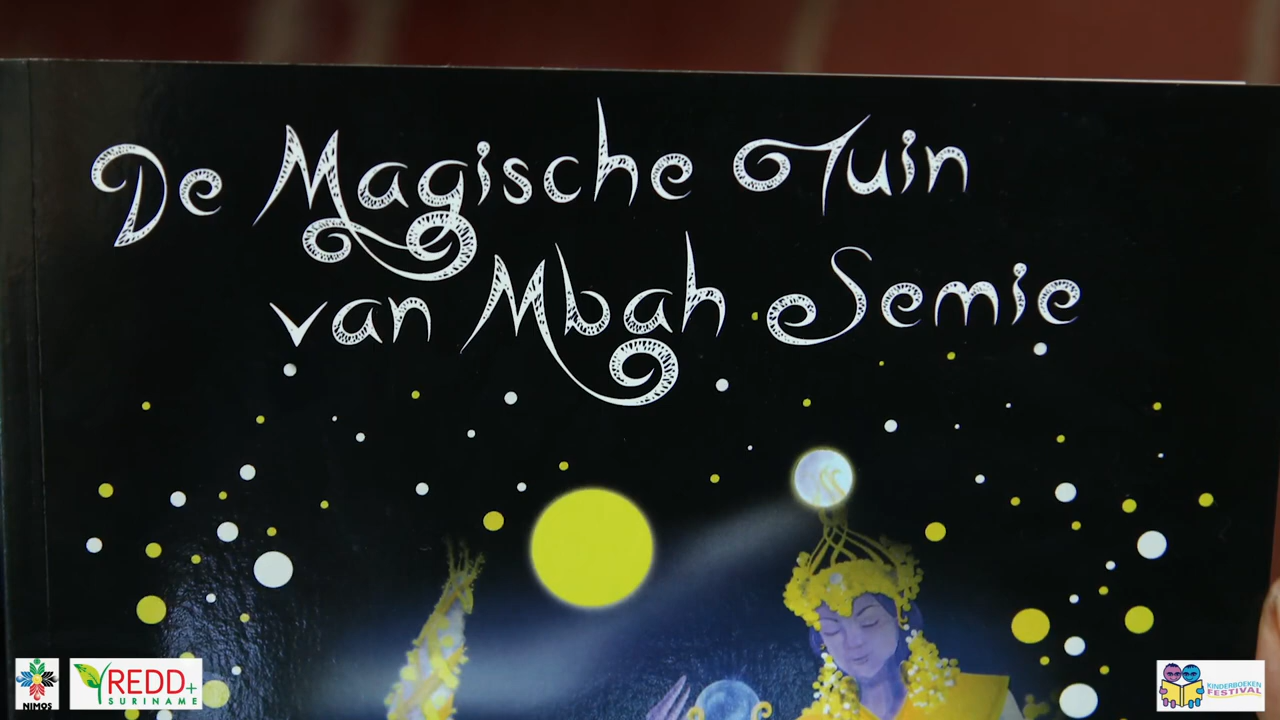 De Magische Tuin
van Mbah Semie
NIMOS
REDD+
SURINAME
KINDERBOEKEN
FESTIVAL